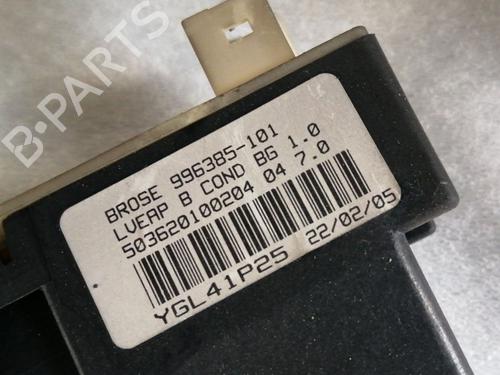 B-PARTS
BROSE 996385-101
LVEAP B COND BG 1.0
503620100204 04 7.0
YGL41P25 22/02/05